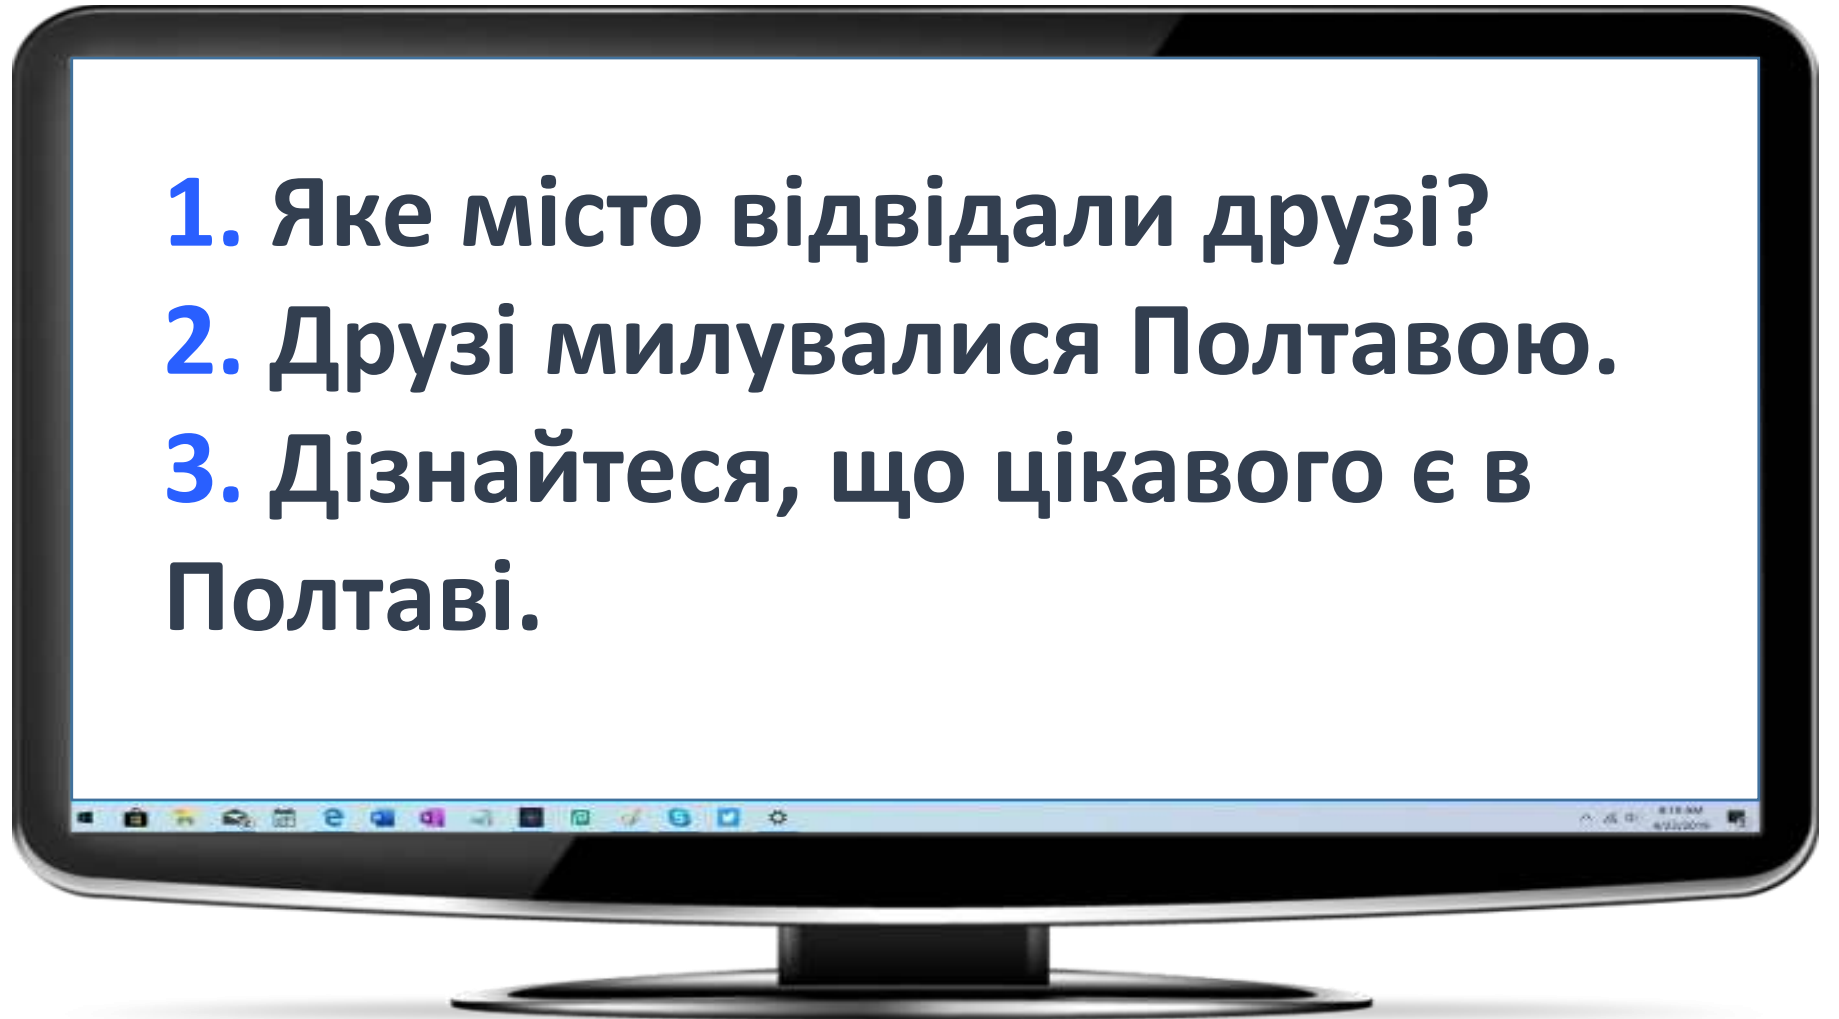 1. Яке місто відвідали друзі?
2. Друзі милувалися Полтавою.
3. Дізнайтеся, що цікавого є в
Полтаві.